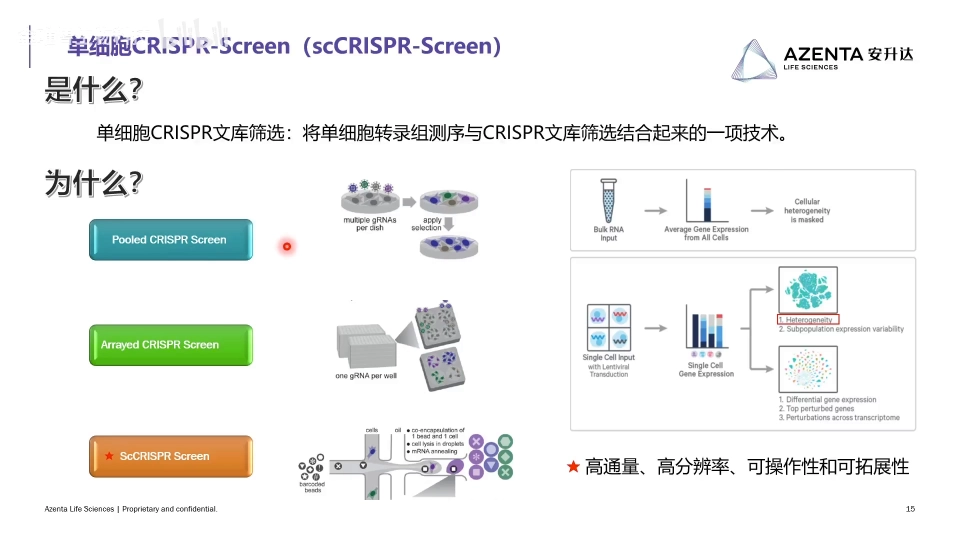 单细胞CRISPR-Screen（scCRISPR-Screen）
AZENTA 安升达
LIFE SCIENCES
是什么?
单细胞CRISPR文库筛选：将单细胞转录组测序与CRISPR文库筛选结合起来的一项技术。
为什么?
Pooled CRISPR Screen
multiple gRNAs
per dish
apply
selection
Arrayed CRISPR Screen
one gRNA per well
★ ScCRISPR Screen
cells
oil
● co-encapsulation of
1 bead and 1 cell
● cell lysis in droplets
● mRNA annealing
barcoded
beads
Bulk RNA
Input
Average Gene Expression
from All Cells
Cellular
heterogeneity
is masked
Single Cell Input
with Lentiviral
Transduction
Single Cell
Gene Expression
1. Heterogeneity
2. Subpopulation expression variability
1. Differential gene expression
2. Top perturbed genes
3. Perturbations across transcriptome
★ 高通量、高分辨率、可操作性和可拓展性
Azenta Life Sciences | Proprietary and confidential.
15